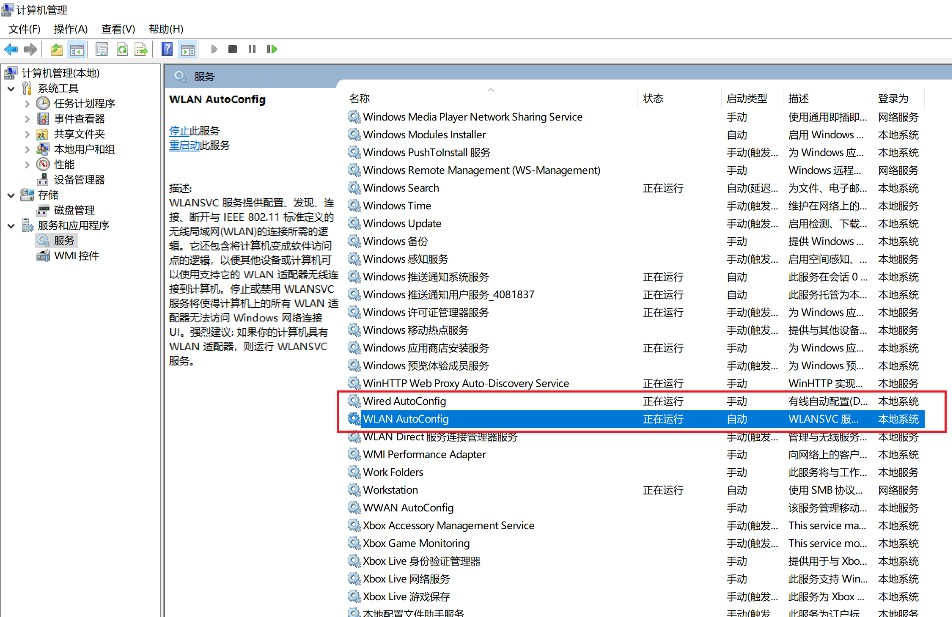 计算机管理
文件(F) 操作(A) 查看(V) 帮助(H)
计算机管理(本地)
系统工具
任务计划程序
事件查看器
共享文件夹
本地用户和组
性能
设备管理器
存储
磁盘管理
服务和应用程序
服务
WMI 控件
服务
WLAN AutoConfig
停止此服务
重启动此服务
描述:
WLANSVC 服务提供配置、发现、连
接、断开与 IEEE 802.11 标准定义的
无线局域网(WLAN)的连接所需的逻
辑。它还包含将计算机变成软件访问
点的逻辑，以便其他设备或计算机可
以使用支持它的 WLAN 适配器无线连
接到计算机。停止或禁用 WLANSVC
服务将使得计算机上的所有 WLAN 适
配器无法访问 Windows 网络连接
UI。强烈建议: 如果你的计算机具有
WLAN 适配器，则运行 WLANSVC
服务。
名称 状态 启动类型 描述 登录为
Windows Media Player Network Sharing Service 手动 使用通用即插即... 网络服务
Windows Modules Installer 自动 启用 Windows ... 本地系统
Windows PushToInstall 服务 手动(触发... 为 Windows 应... 本地系统
Windows Remote Management (WS-Management) 手动 Windows 远程... 网络服务
Windows Search 正在运行 自动(延迟... 为文件、电子邮... 本地系统
Windows Time 手动(触发... 维护在网络上的... 本地服务
Windows Update 手动(触发... 启用检测、下载... 本地系统
Windows 备份 手动 提供 Windows ... 本地系统
Windows 感知服务 手动(触发... 启用空间感知、... 本地服务
Windows 推送通知系统服务 正在运行 自动 此服务在会话 0 ... 本地系统
Windows 推送通知用户服务_4081837 正在运行 自动 此服务托管为本... 本地系统
Windows 许可证管理器服务 正在运行 手动(触发... 为 Windows 应... 本地服务
Windows 移动热点服务 手动(触发... 提供与其他设备... 本地服务
Windows 应用商店安装服务 正在运行 手动 为 Windows 应... 本地系统
Windows 预览体验成员服务 手动(触发... 为 Windows 预... 本地系统
WinHTTP Web Proxy Auto-Discovery Service 正在运行 手动 WinHTTP 实现... 本地服务
Wired AutoConfig 正在运行 手动 有线自动配置(D... 本地系统
WLAN AutoConfig 正在运行 自动 WLANSVC 服... 本地系统
WLAN Direct 服务连接管理器服务 手动(触发... 管理与无线服务... 本地服务
WMI Performance Adapter 手动 向网络上的客户... 本地系统
Work Folders 手动 此服务将与工作... 本地服务
Workstation 正在运行 自动 使用 SMB 协议... 网络服务
WWAN AutoConfig 手动 该服务管理移动... 本地系统
Xbox Accessory Management Service 手动(触发... This service ma... 本地系统
Xbox Game Monitoring 手动(触发... This service mo... 本地系统
Xbox Live 身份验证管理器 手动 提供用于与 Xbo... 本地系统
Xbox Live 网络服务 手动 此服务支持 Win... 本地系统
Xbox Live 游戏保存 手动(触发... 此服务为 Xbox ... 本地系统
本地配置文件助手服务 手动(触发 此服务为订户标 本地服务